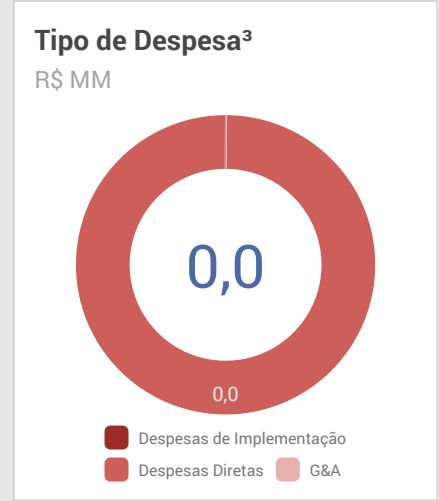 Tipo de Despesa³
R$ MM
0,0
0,0
Despesas de Implementação
Despesas Diretas G&A